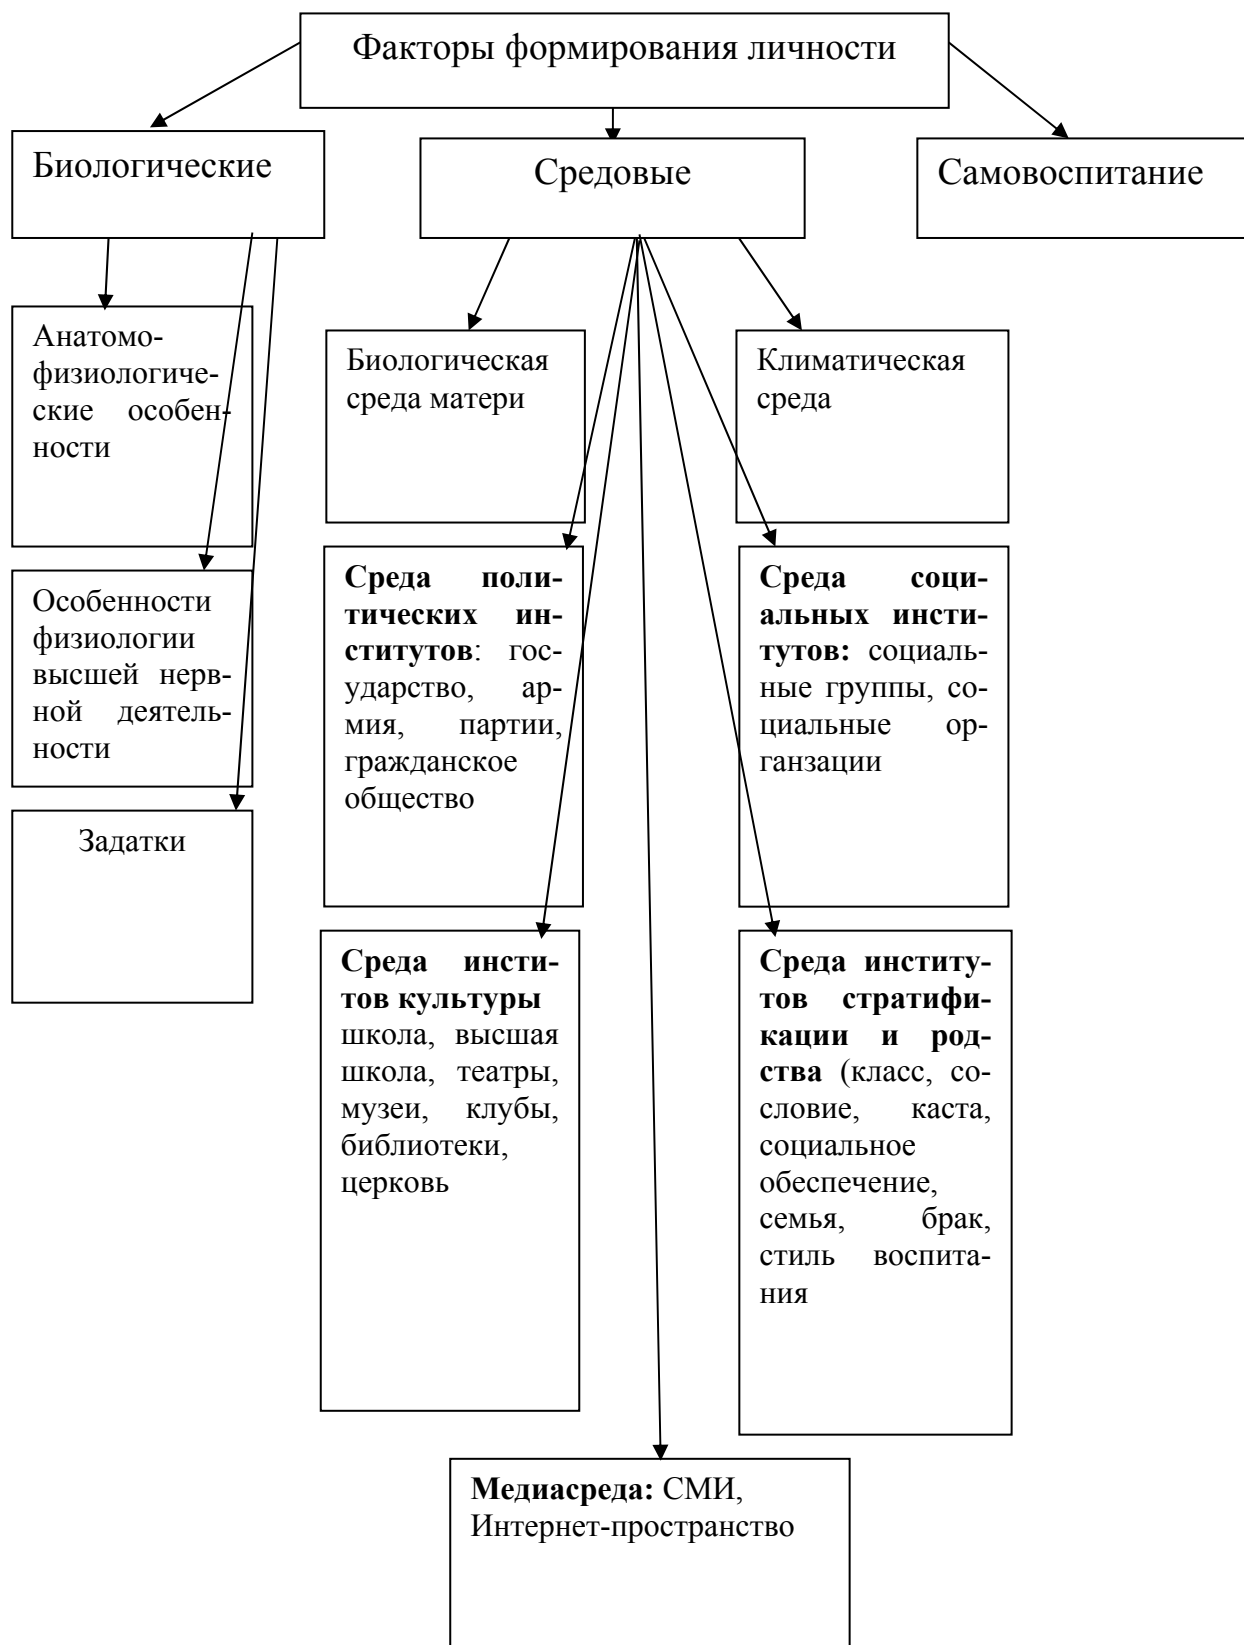 Факторы формирования личности
Биологические
Средовые
Самовоспитание
Анатомо-
физиологиче-
ские особен-
ности
Биологическая
среда матери
Климатическая
среда
Особенности
физиологии
высшей нерв-
ной деятель-
ности
Среда поли-
тических ин-
ститутов: гос-
ударство, ар-
мия, партии,
гражданское
общество
Среда соци-
альных инсти-
тутов: социаль-
ные группы, со-
циальные ор-
ганзации
Задатки
Среда инсти-
тов культуры
школа, высшая
школа, театры,
музеи, клубы,
библиотеки,
церковь
Среда институ-
тов стратифи-
кации и род-
ства (класс, со-
словие, каста,
социальное
обеспечение,
семья, брак,
стиль воспита-
ния
Медиасреда: СМИ,
Интернет-пространство